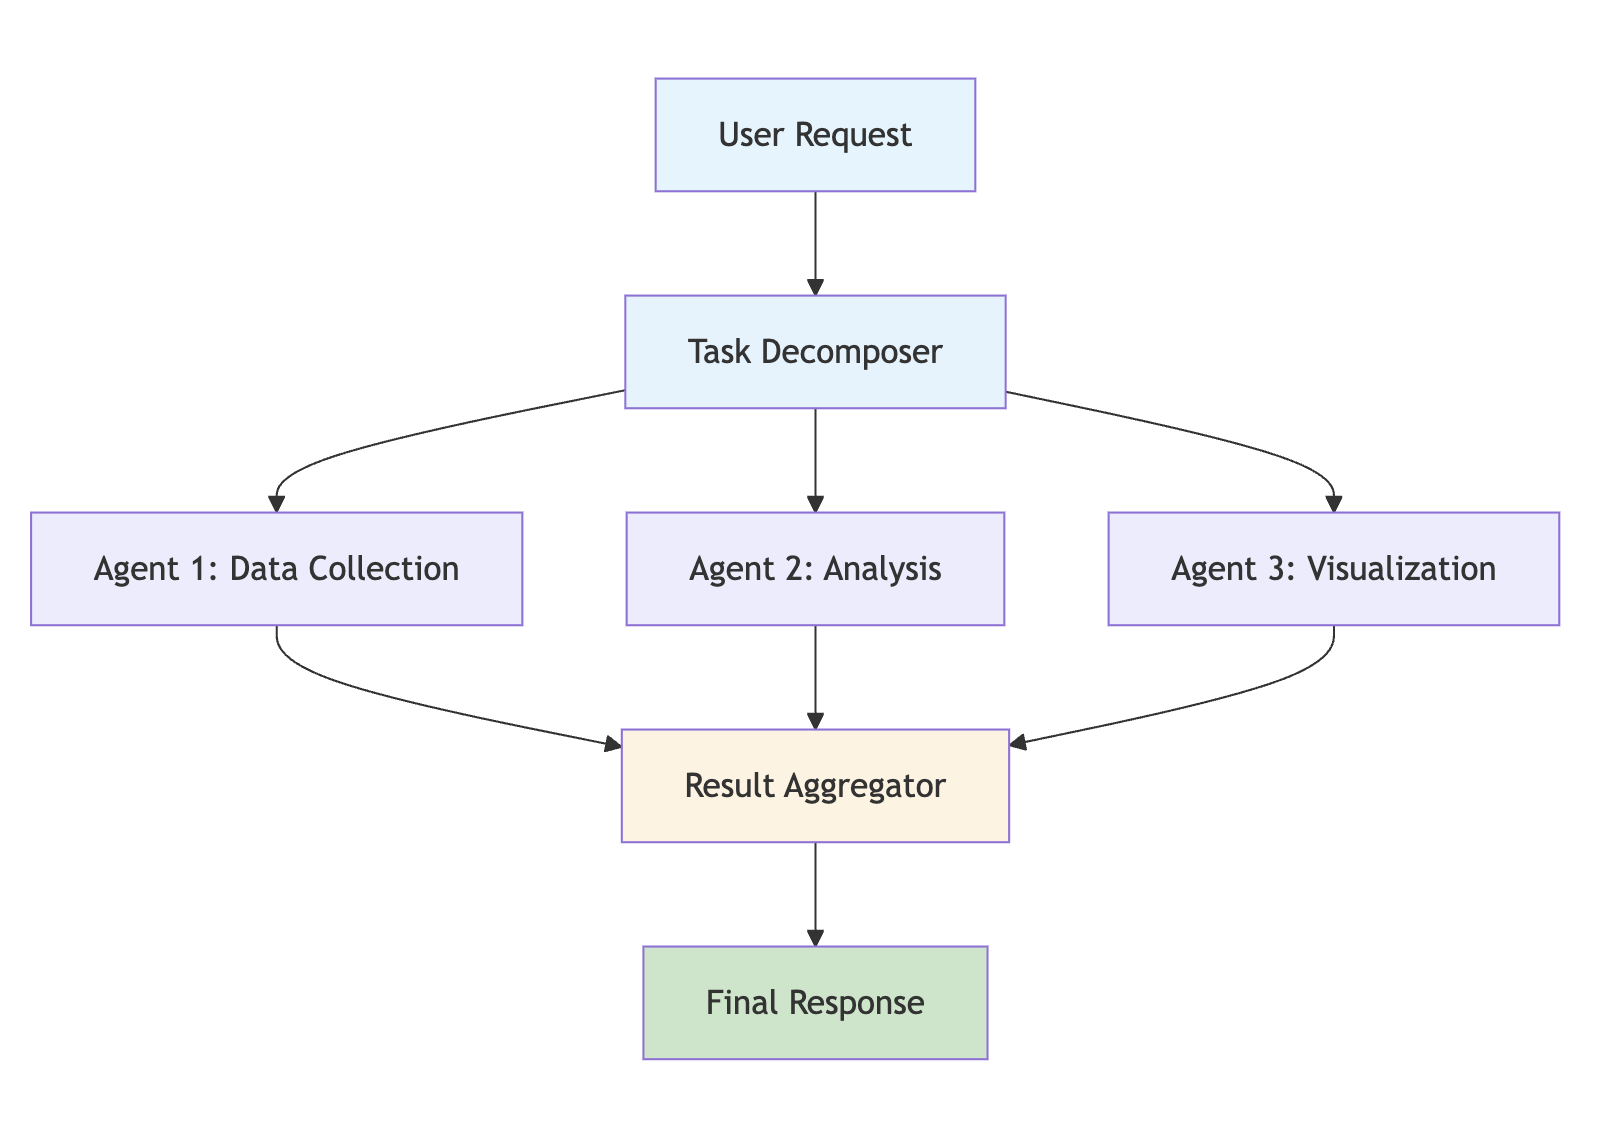 User Request
Task Decomposer
Agent 1: Data Collection
Agent 2: Analysis
Agent 3: Visualization
Result Aggregator
Final Response